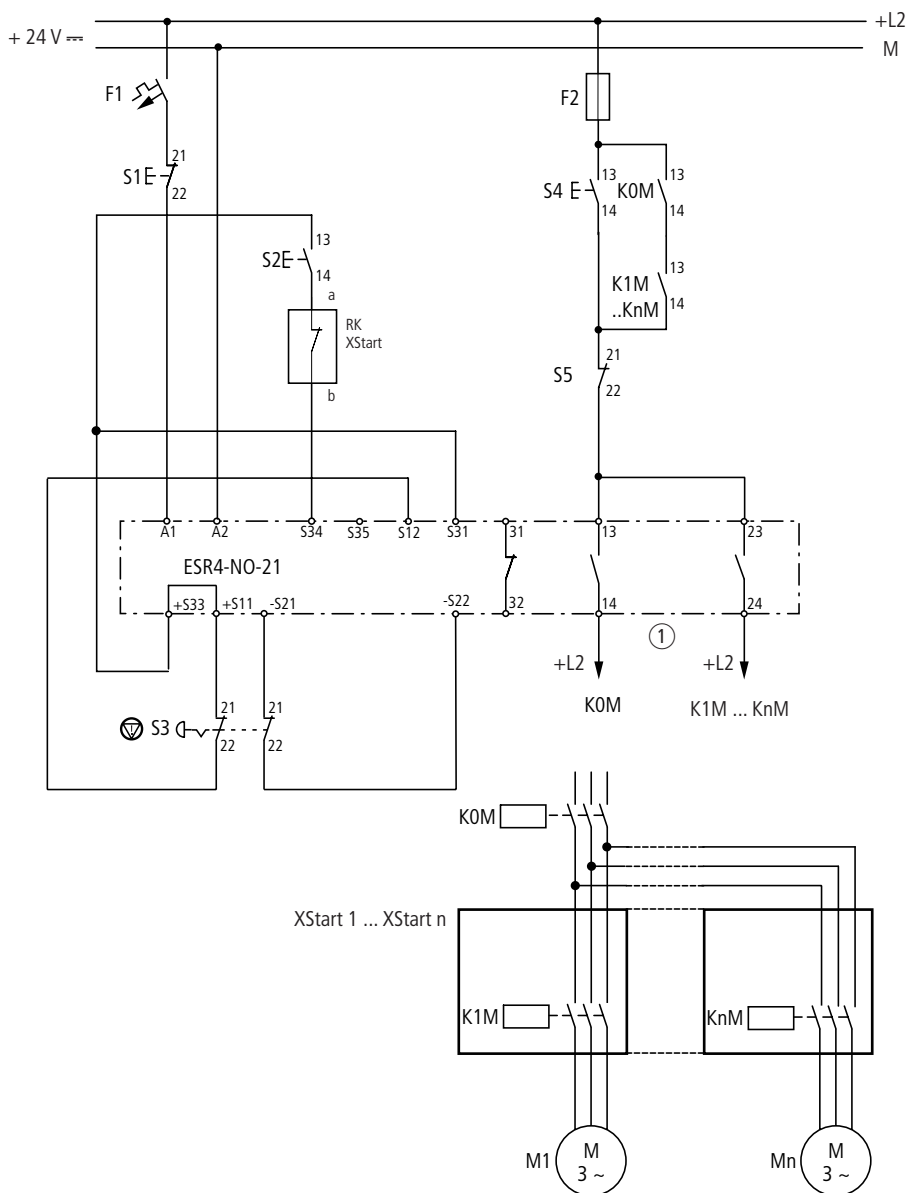 +L2
+ 24 V
M
F1
F2
21
S1E
22
13
S4 E
14
K0M
13
14
13
S2E
14
13
K1M
..KnM
14
a
RK
XStart
b
21
S5
22
A1
A2
S34
S35
S12
S31
31
13
23
ESR4-NO-21
+S33
+S11
-S21
-S22
32
14
24
1
+L2
+L2
K0M
K1M ... KnM
S3
21
22
21
22
K0M
XStart 1 ... XStart n
K1M
KnM
M1
M
3 ~
Mn
M
3 ~